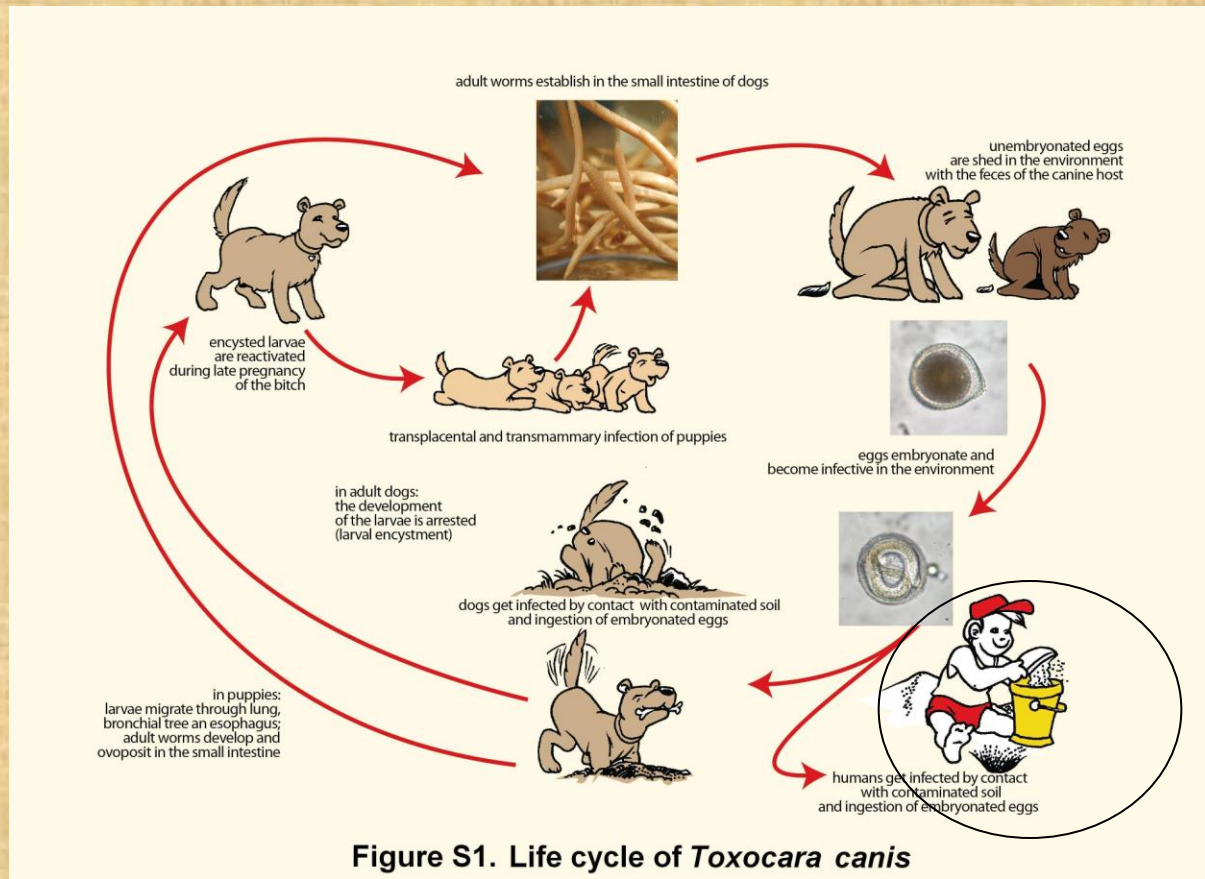 adult worms establish in the small intestine of dogs
unembryonated eggs
are shed in the environment
with the feces of the canine host
encysted larvae
are reactivated
during late pregnancy
of the bitch
transplacental and transmammary infection of puppies
eggs embryonate and
become infective in the environment
in adult dogs:
the development
of the larvae is arrested
(larval encystment)
dogs get infected by contact with contaminated soil
and ingestion of embryonated eggs
in puppies:
larvae migrate through lung,
bronchial tree an esophagus;
adult worms develop and
ovoposit in the small intestine
humans get infected by contact
with contaminated soil
and ingestion of embryonated eggs
Figure S1. Life cycle of Toxocara canis